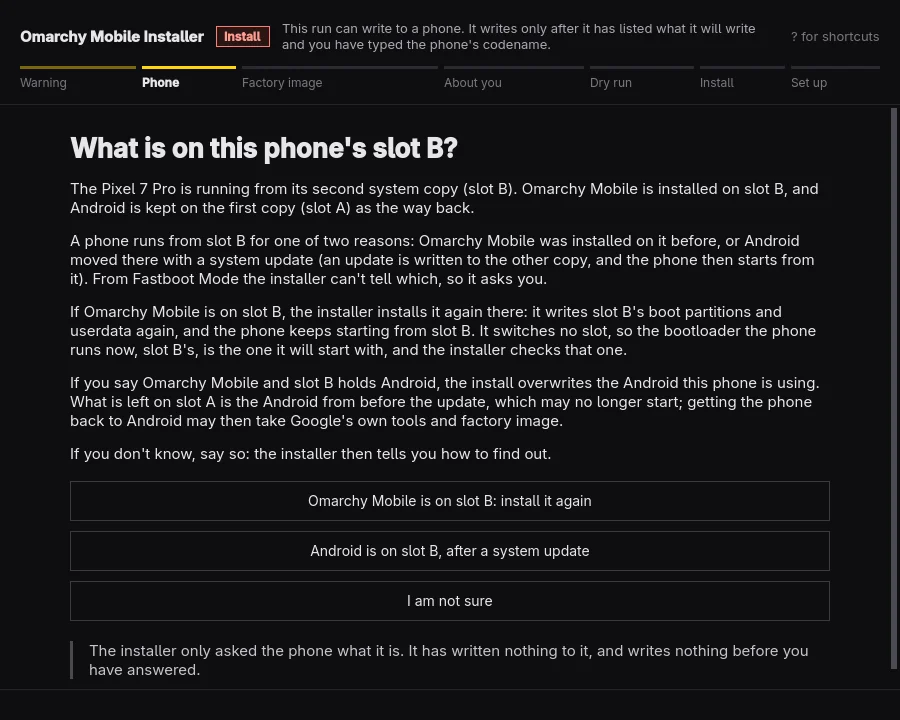 Omarchy Mobile Installer
Install
This run can write to a phone. It writes only after it has listed what it will write
and you have typed the phone's codename.
? for shortcuts
Warning
Phone
Factory image
About you
Dry run
Install
Set up
What is on this phone's slot B?
The Pixel 7 Pro is running from its second system copy (slot B). Omarchy Mobile is installed on slot B, and
Android is kept on the first copy (slot A) as the way back.
A phone runs from slot B for one of two reasons: Omarchy Mobile was installed on it before, or Android
moved there with a system update (an update is written to the other copy, and the phone then starts from
it). From Fastboot Mode the installer can't tell which, so it asks you.
If Omarchy Mobile is on slot B, the installer installs it again there: it writes slot B's boot partitions and
userdata again, and the phone keeps starting from slot B. It switches no slot, so the bootloader the phone
runs now, slot B's, is the one it will start with, and the installer checks that one.
If you say Omarchy Mobile and slot B holds Android, the install overwrites the Android this phone is using.
What is left on slot A is the Android from before the update, which may no longer start; getting the phone
back to Android may then take Google's own tools and factory image.
If you don't know, say so: the installer then tells you how to find out.
Omarchy Mobile is on slot B: install it again
Android is on slot B, after a system update
I am not sure
The installer only asked the phone what it is. It has written nothing to it, and writes nothing before you
have answered.